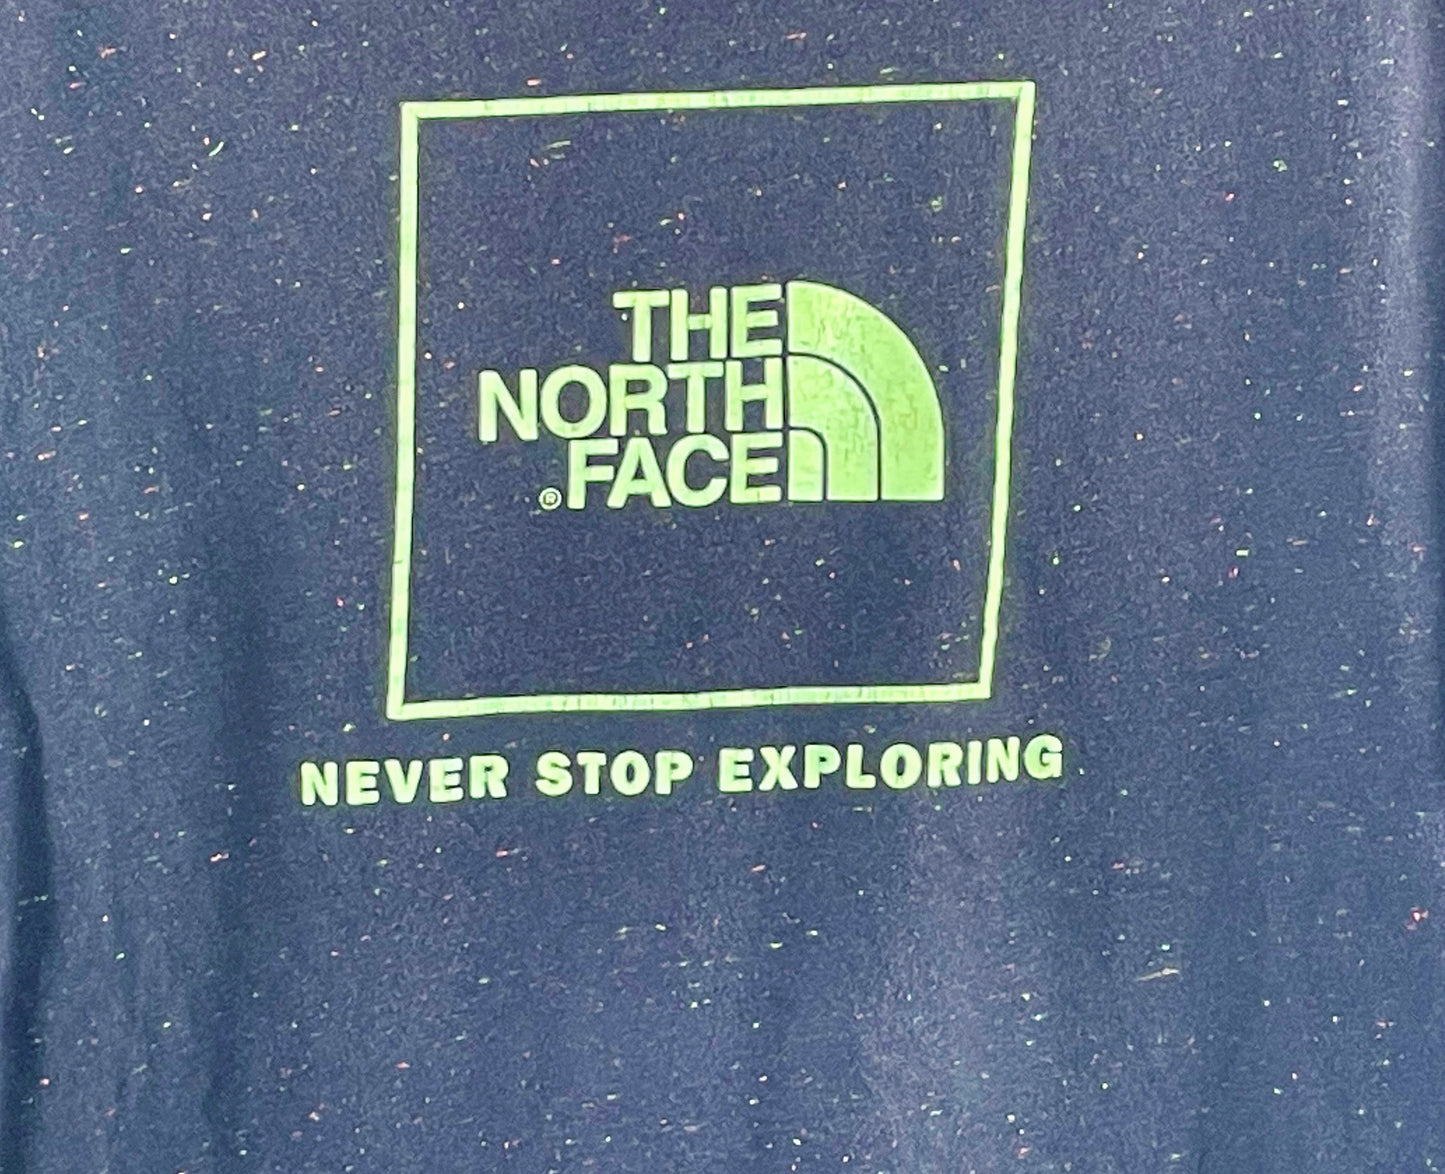 THE
NORTH
®FACE
NEVER STOP EXPLORING